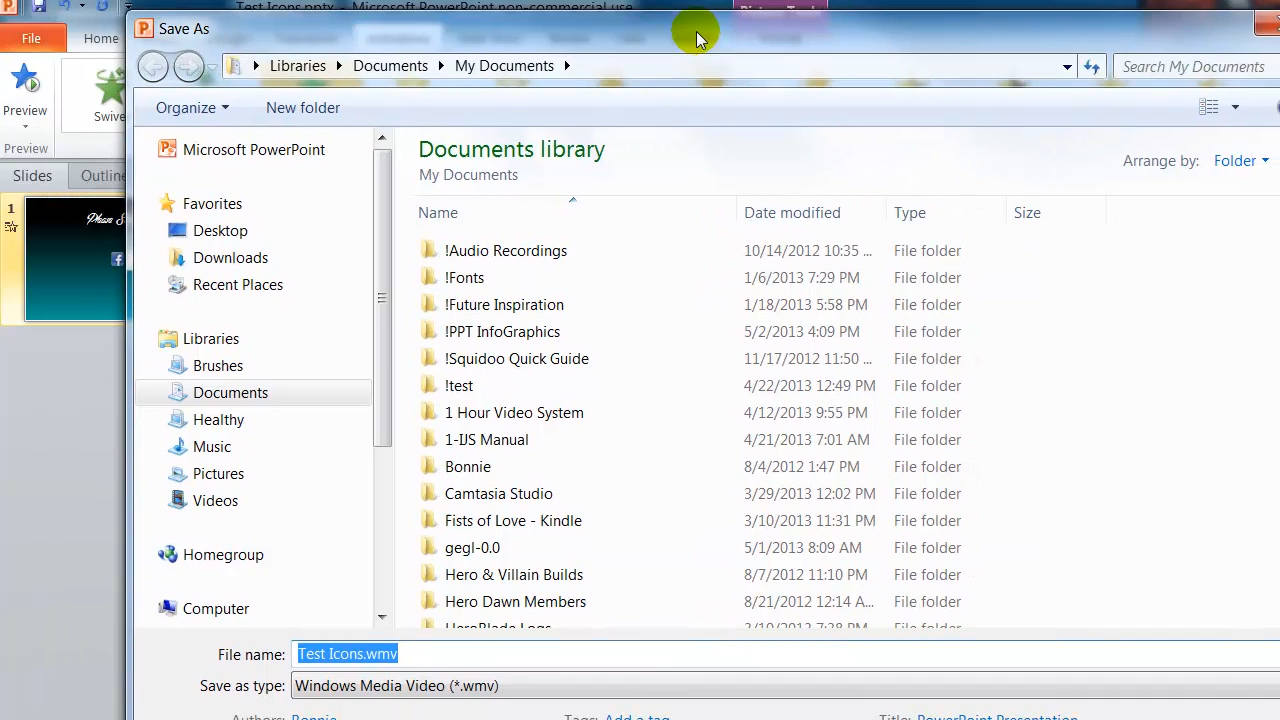 Test Icons.pptx - Microsoft PowerPoint non-commercial use
Save As
File
Home
Libraries
Documents
My Documents
Search My Documents
Organize
New folder
Preview
Swive
Preview
Slides
Outline
1
Microsoft PowerPoint
Favorites
Desktop
Downloads
Recent Places
Libraries
Brushes
Documents
Healthy
Music
Pictures
Videos
Homegroup
Computer
Documents library
My Documents
Arrange by: Folder
Name Date modified Type Size
!Audio Recordings 10/14/2012 10:35 ... File folder
!Fonts 1/6/2013 7:29 PM File folder
!Future Inspiration 1/18/2013 5:58 PM File folder
!PPT InfoGraphics 5/2/2013 4:09 PM File folder
!Squidoo Quick Guide 11/17/2012 11:50 ... File folder
!test 4/22/2013 12:49 PM File folder
1 Hour Video System 4/12/2013 9:55 PM File folder
1-IJS Manual 4/21/2013 7:01 AM File folder
Bonnie 8/4/2012 1:47 PM File folder
Camtasia Studio 3/29/2013 12:02 PM File folder
Fists of Love - Kindle 3/10/2013 11:31 PM File folder
gegl-0.0 5/1/2013 8:09 AM File folder
Hero & Villain Builds 8/7/2012 11:10 PM File folder
Hero Dawn Members 8/21/2012 12:14 A... File folder
HeroBlade Logs 3/10/2013 7:38 PM File folder
File name: Test Icons.wmv
Save as type: Windows Media Video (*.wmv)
Authors: Bonnie
Tags: Add a tag
Title: PowerPoint Presentation